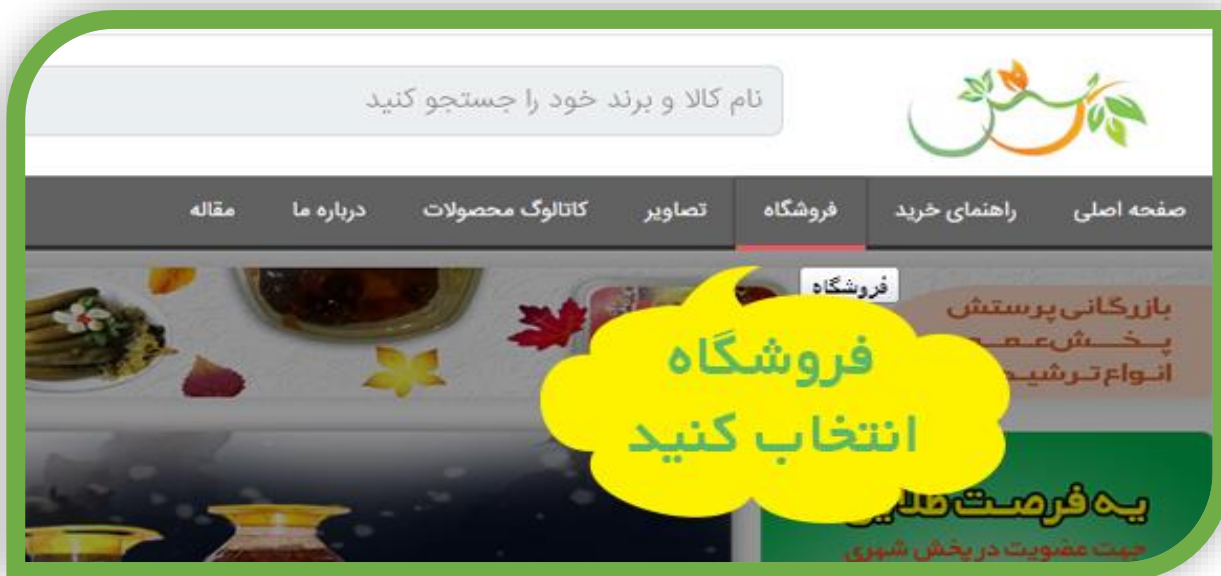 نام کالا و برند خود را جستجو کنید
صفحه اصلی راهنمای خرید فروشگاه تصاویر کاتالوگ محصولات درباره ما مقاله
فروشگاه
بازرگانی پرستش
پخش
انواع
فروشگاه
انتخاب کنید
یه فرصت طلایی
جهت عضویت در پخش شهری